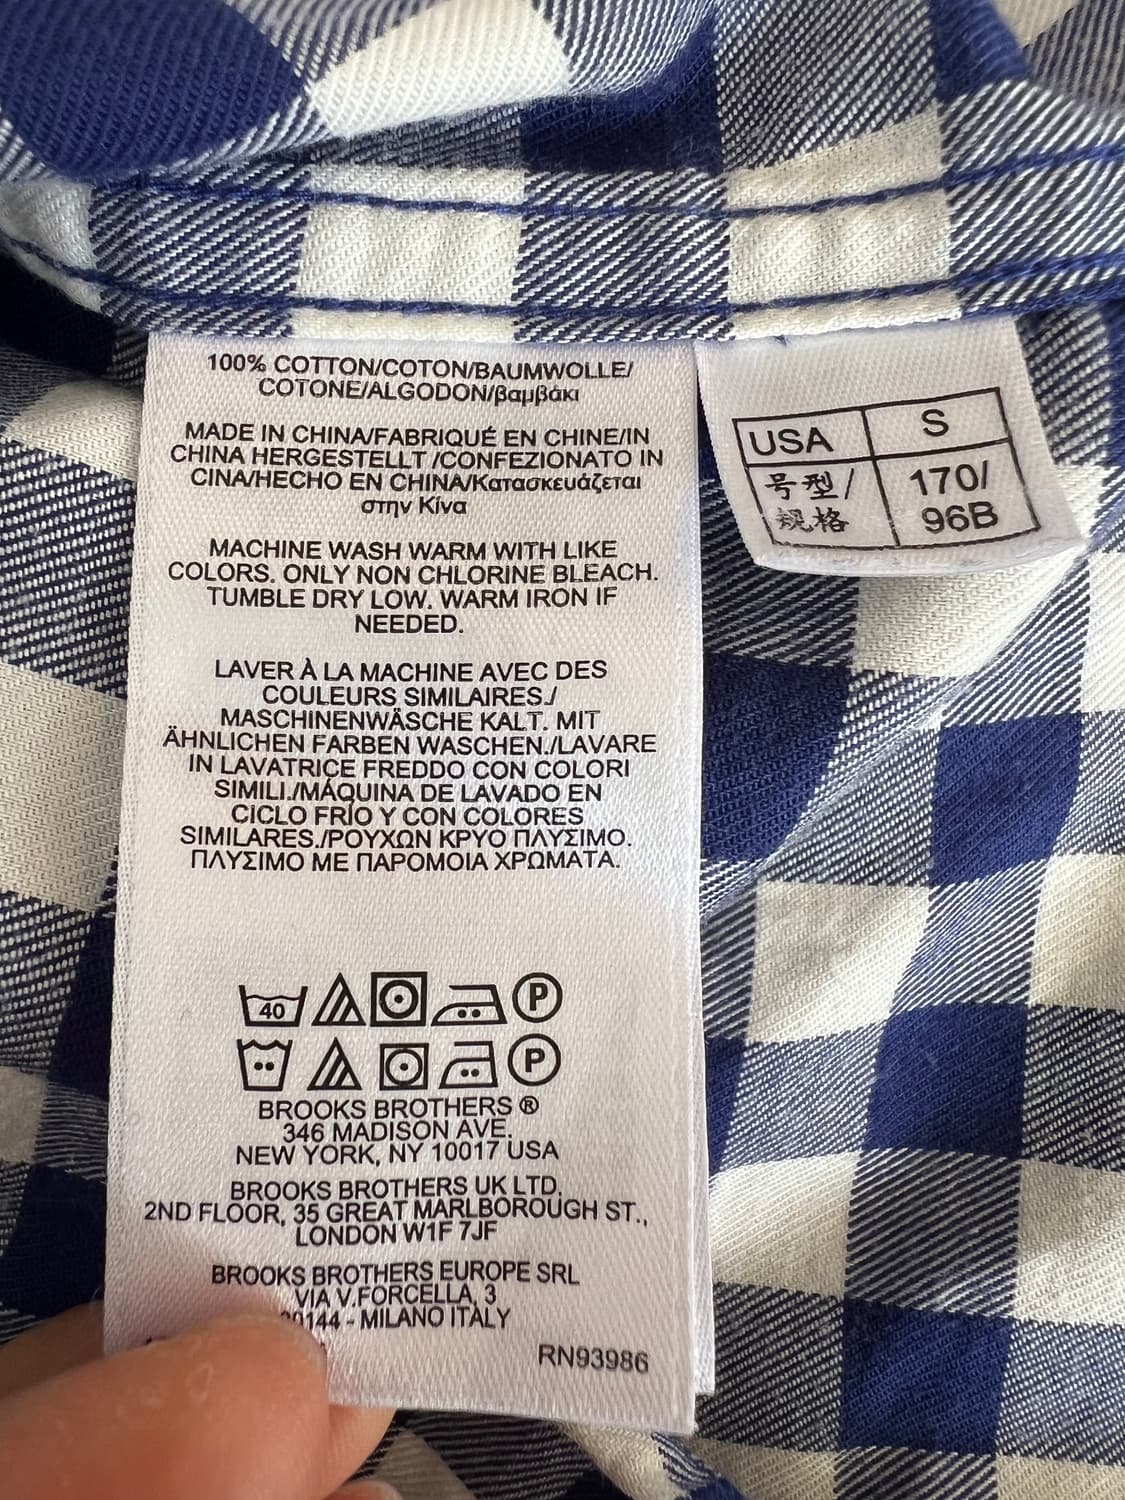 100% COTTON/COTON/BAUMWOLLE/
COTONE/ALGODON/βαμβάκι
MADE IN CHINA/FABRIQUÉ EN CHINE/IN
CHINA HERGESTELLT /CONFEZIONATO IN
CINA/HECHO EN CHINA/Κατασκευάζεται
στην Κίνα
MACHINE WASH WARM WITH LIKE
COLORS. ONLY NON CHLORINE BLEACH.
TUMBLE DRY LOW. WARM IRON IF
NEEDED.
LAVER À LA MACHINE AVEC DES
COULEURS SIMILAIRES./
MASCHINENWÄSCHE KALT. MIT
ÄHNLICHEN FARBEN WASCHEN./LAVARE
IN LAVATRICE FREDDO CON COLORI
SIMILI./MÁQUINA DE LAVADO EN
CICLO FRÍO Y CON COLORES
SIMILARES./ΡΟΥΧΩΝ ΚΡΥΟ ΠΛΥΣΙΜΟ.
ΠΛΥΣΙΜΟ ΜΕ ΠΑΡΟΜΟΙΑ ΧΡΩΜΑΤΑ.
40 P
P
BROOKS BROTHERS ®
346 MADISON AVE.
NEW YORK, NY 10017 USA
BROOKS BROTHERS UK LTD.
2ND FLOOR, 35 GREAT MARLBOROUGH ST.,
LONDON W1F 7JF
BROOKS BROTHERS EUROPE SRL
VIA V.FORCELLA, 3
- MILANO ITALY
RN93986
USA S
号型/ 170/
规格 96B